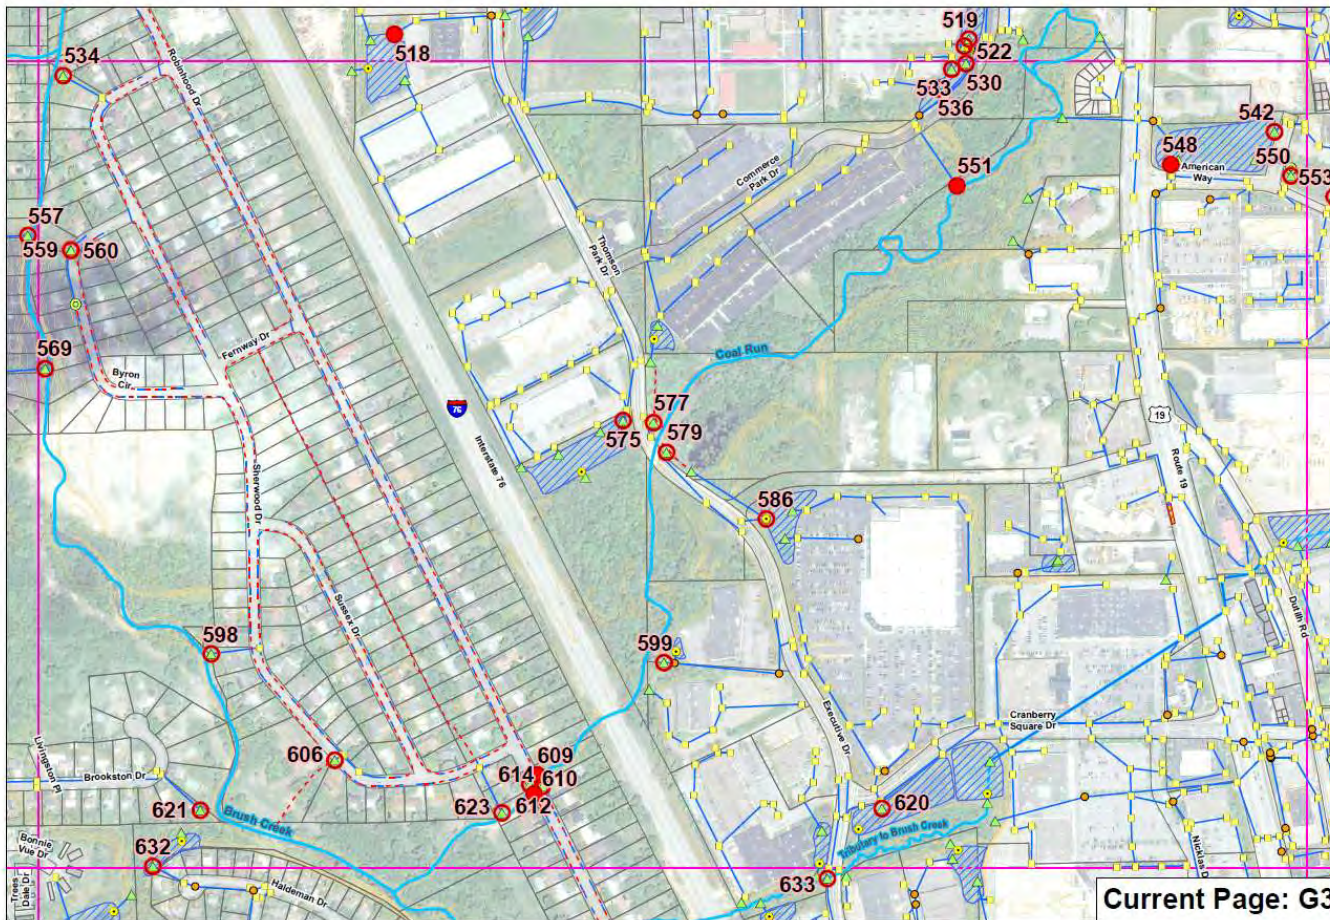 519
534
518
522
530
533
536
Robinhood Dr
542
548
550
American
Way
553
551
Commerce
Park Dr
557
559
560
Thomson
Park Dr
Fernway Dr
569
Byron
Cir
Coal Run
76
19
577
575
579
Interstate 76
Route 19
Sherwood Dr
586
Sussex Dr
Dutilh Rd
598
599
Executive Dr
Cranberry
Square Dr
606
609
614
610
612
Livingston Pl
Brookston Dr
621
623
620
Brush Creek
Tributary to Brush Creek
Bonnie
Vue Dr
632
Trees
Dale Dr
Haldeman Dr
633
Nicklas D
Current Page: G3